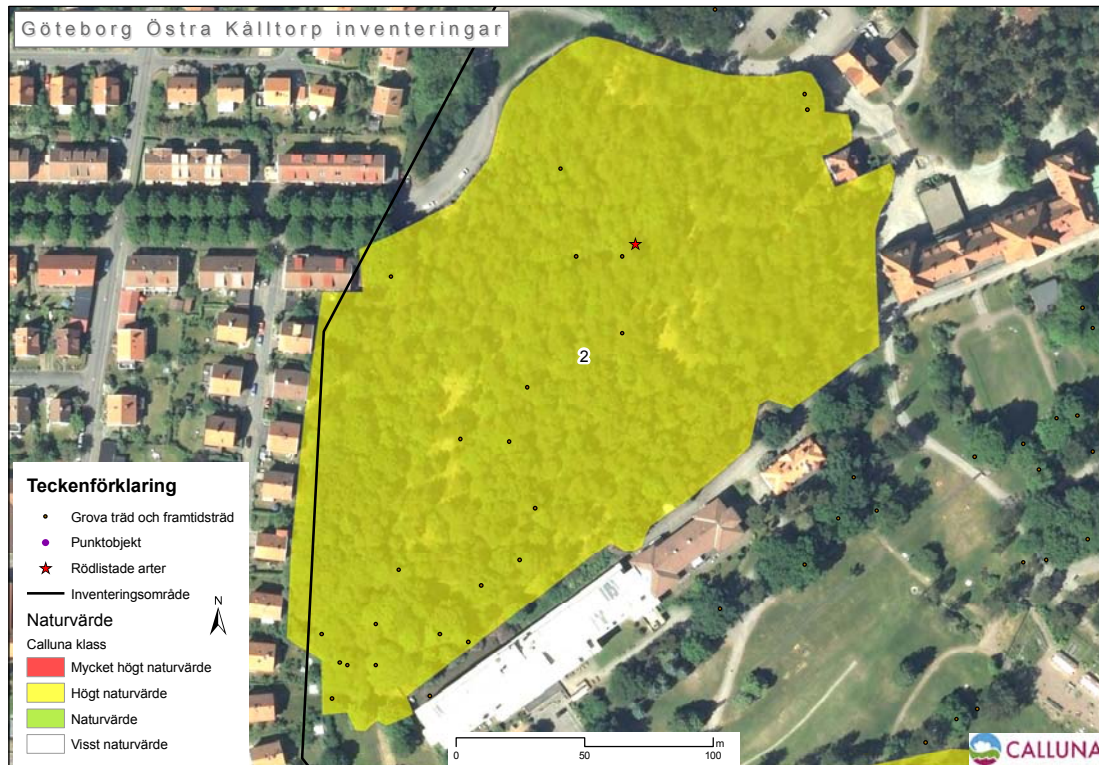 Göteborg Östra Kålltorp inventeringar
2
Teckenförklaring
Grova träd och framtidsträd
Punktobjekt
Rödlistade arter
Inventeringsområde
N
Naturvärde
Calluna klass
Mycket högt naturvärde
Högt naturvärde
Naturvärde
Visst naturvärde
0 50 100 m
CALLUNA